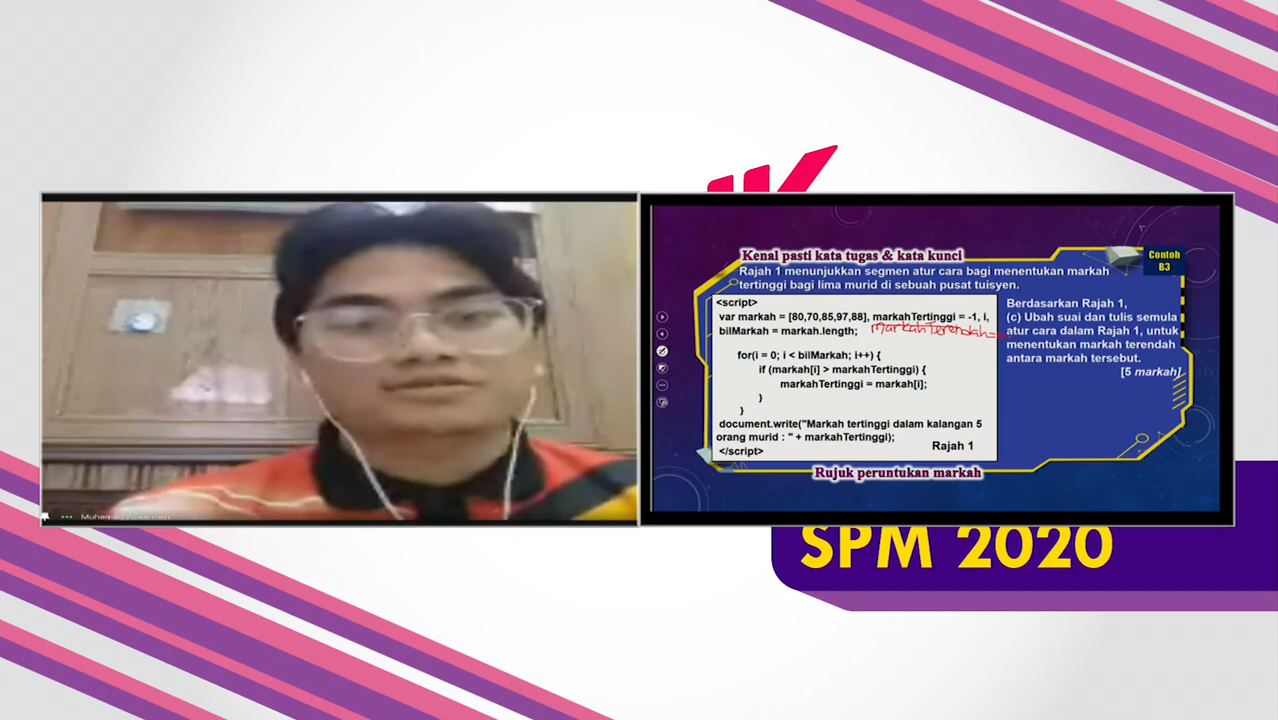 Kenal pasti kata tugas & kata kunci
Contoh
B3
Rajah 1 menunjukkan segmen atur cara bagi menentukan markah
tertinggi bagi lima murid di sebuah pusat tuisyen.
<script>
var markah = [80,70,85,97,88], markahTertinggi = -1, i,
bilMarkah = markah.length;
markahTerendah=
for(i = 0; i < bilMarkah; i++) {
if (markah[i] > markahTertinggi) {
markahTertinggi = markah[i];
}
}
document.write("Markah tertinggi dalam kalangan 5
orang murid : " + markahTertinggi);
</script>
Rajah 1
Berdasarkan Rajah 1,
(c) Ubah suai dan tulis semula
atur cara dalam Rajah 1, untuk
menentukan markah terendah
antara markah tersebut.
[5 markah]
Rujuk peruntukan markah
SPM 2020